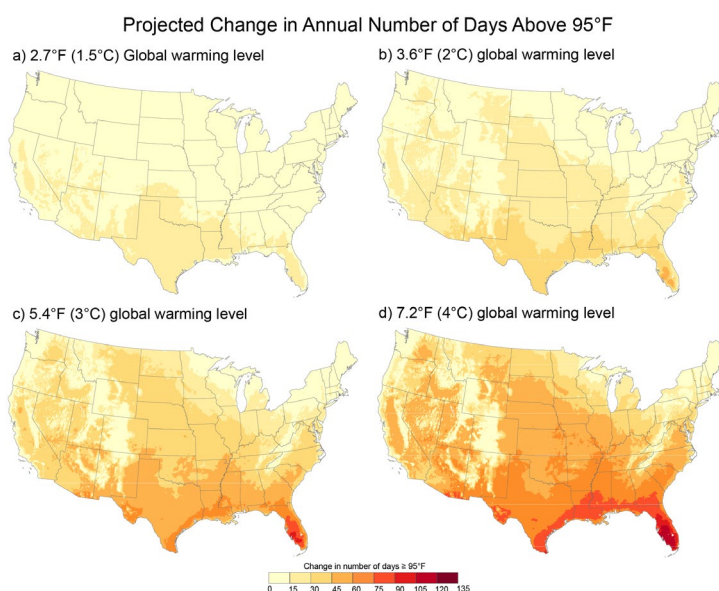 Projected Change in Annual Number of Days Above 95°F
a) 2.7°F (1.5°C) Global warming level
b) 3.6°F (2°C) global warming level
c) 5.4°F (3°C) global warming level
d) 7.2°F (4°C) global warming level
Change in number of days ≥ 95°F
0 15 30 45 60 75 90 105 120 135